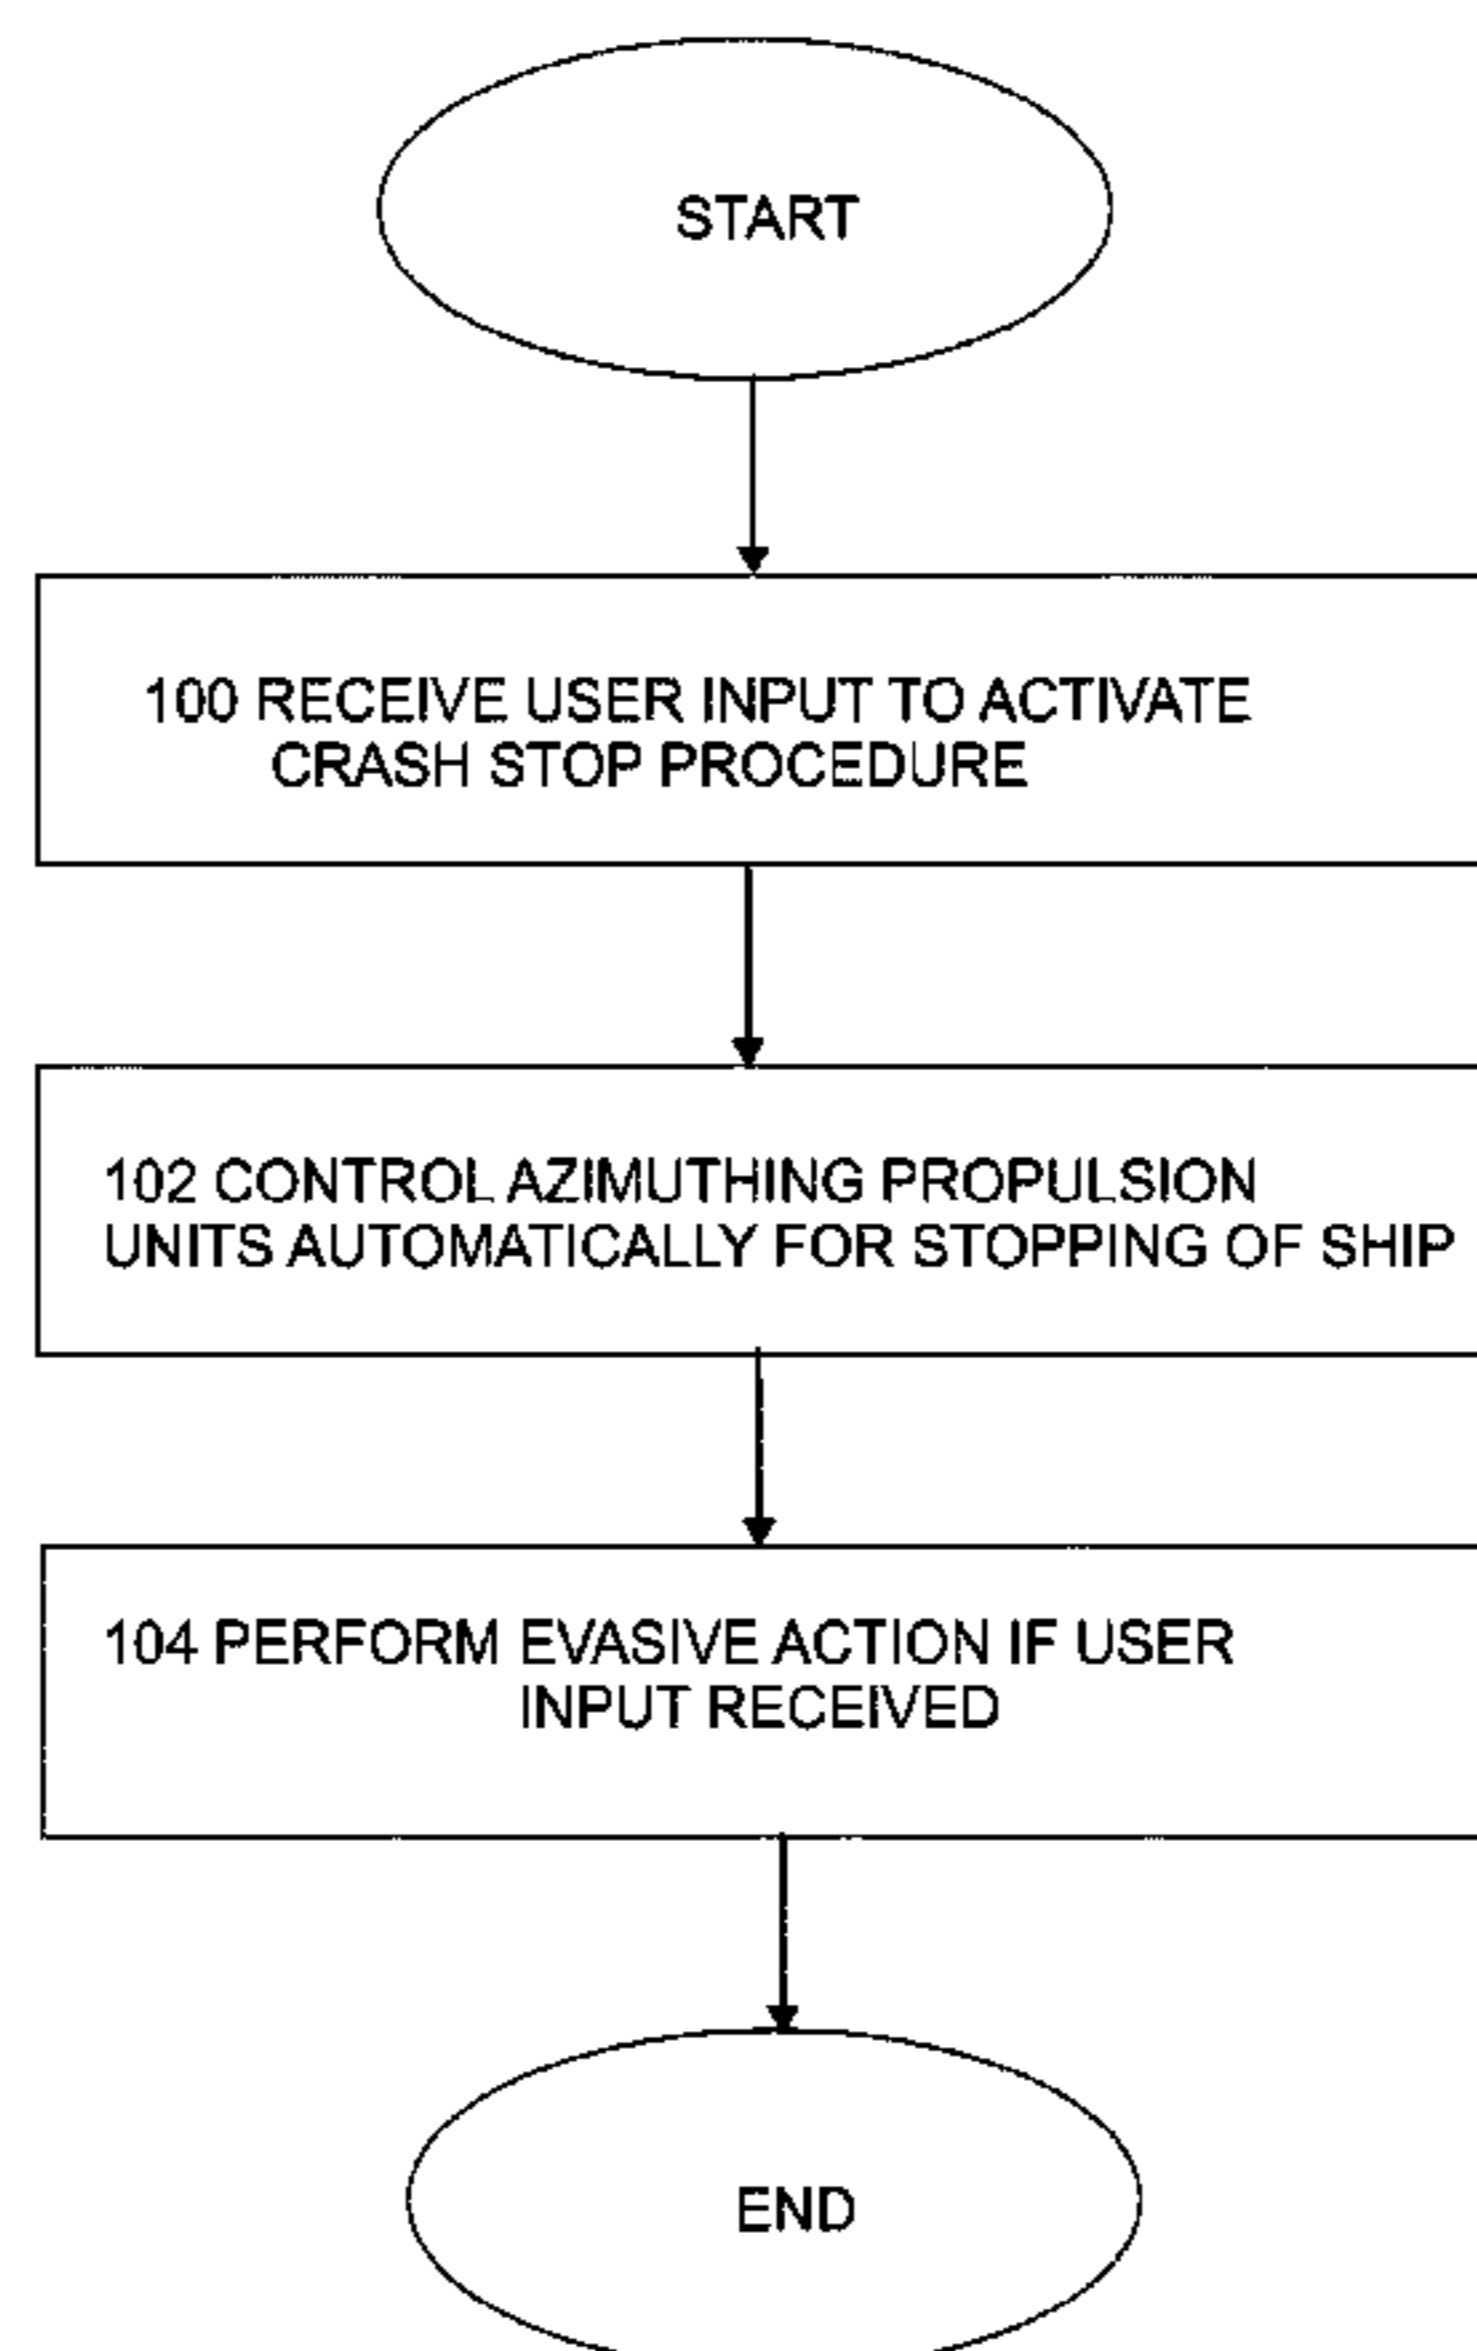 START
100 RECEIVE USER INPUT TO ACTIVATE
CRASH STOP PROCEDURE
102 CONTROL AZIMUTHING PROPULSION
UNITS AUTOMATICALLY FOR STOPPING OF SHIP
104 PERFORM EVASIVE ACTION IF USER
INPUT RECEIVED
END